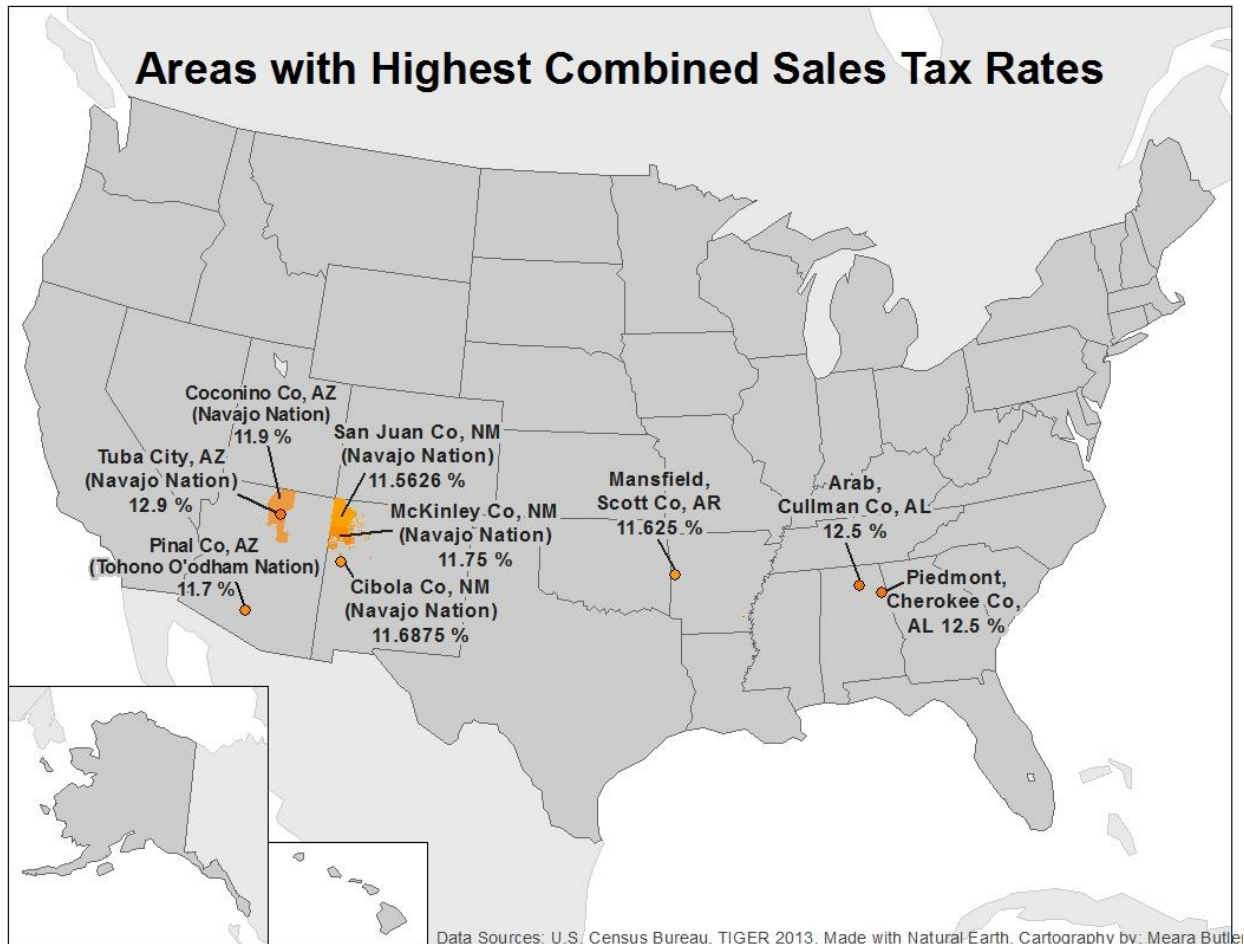 Areas with Highest Combined Sales Tax Rates
Coconino Co, AZ
(Navajo Nation)
11.9 %
San Juan Co, NM
(Navajo Nation)
11.5626 %
Tuba City, AZ
(Navajo Nation)
12.9 %
McKinley Co, NM
(Navajo Nation)
11.75 %
Pinal Co, AZ
(Tohono O'odham Nation)
11.7 %
Cibola Co, NM
(Navajo Nation)
11.6875 %
Mansfield,
Scott Co, AR
11.625 %
Arab,
Cullman Co, AL
12.5 %
Piedmont,
Cherokee Co,
AL 12.5 %
Data Sources: U.S. Census Bureau, TIGER 2013. Made with Natural Earth. Cartography by: Meara Butler